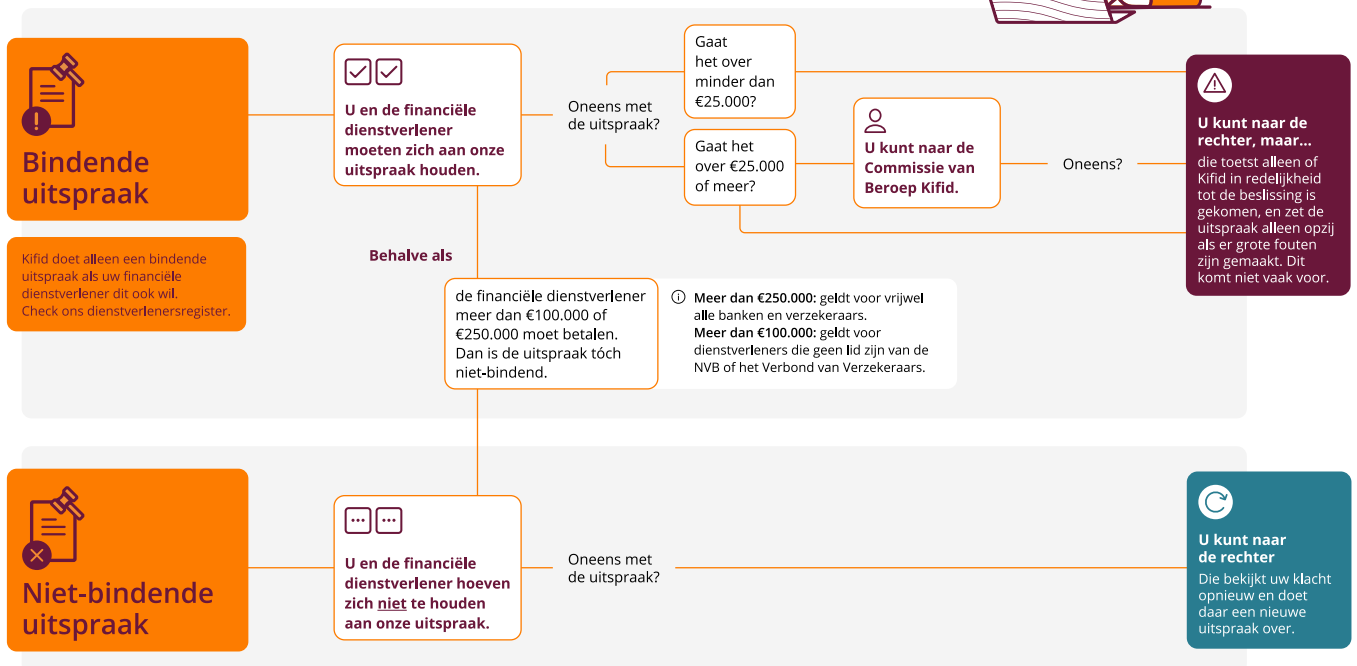 Bindende
uitspraak
Kifid doet alleen een bindende
uitspraak als uw financiële
dienstverlener dit ook wil.
Check ons dienstverlenersregister.
U en de financiële
dienstverlener
moeten zich aan onze
uitspraak houden.
Oneens met
de uitspraak?
Gaat
het over
minder dan
€25.000?
Gaat het
over €25.000
of meer?
U kunt naar de
Commissie van
Beroep Kifid.
Oneens?
U kunt naar de
rechter, maar...
die toetst alleen of
Kifid in redelijkheid
tot de beslissing is
gekomen, en zet de
uitspraak alleen opzij
als er grote fouten
zijn gemaakt. Dit
komt niet vaak voor.
Behalve als
de financiële dienstverlener
meer dan €100.000 of
€250.000 moet betalen.
Dan is de uitspraak tóch
niet-bindend.
Meer dan €250.000: geldt voor vrijwel
alle banken en verzekeraars.
Meer dan €100.000: geldt voor
dienstverleners die geen lid zijn van de
NVB of het Verbond van Verzekeraars.
Niet-bindende
uitspraak
U en de financiële
dienstverlener hoeven
zich niet te houden
aan onze uitspraak.
Oneens met
de uitspraak?
U kunt naar
de rechter
Die bekijkt uw klacht
opnieuw en doet
daar een nieuwe
uitspraak over.